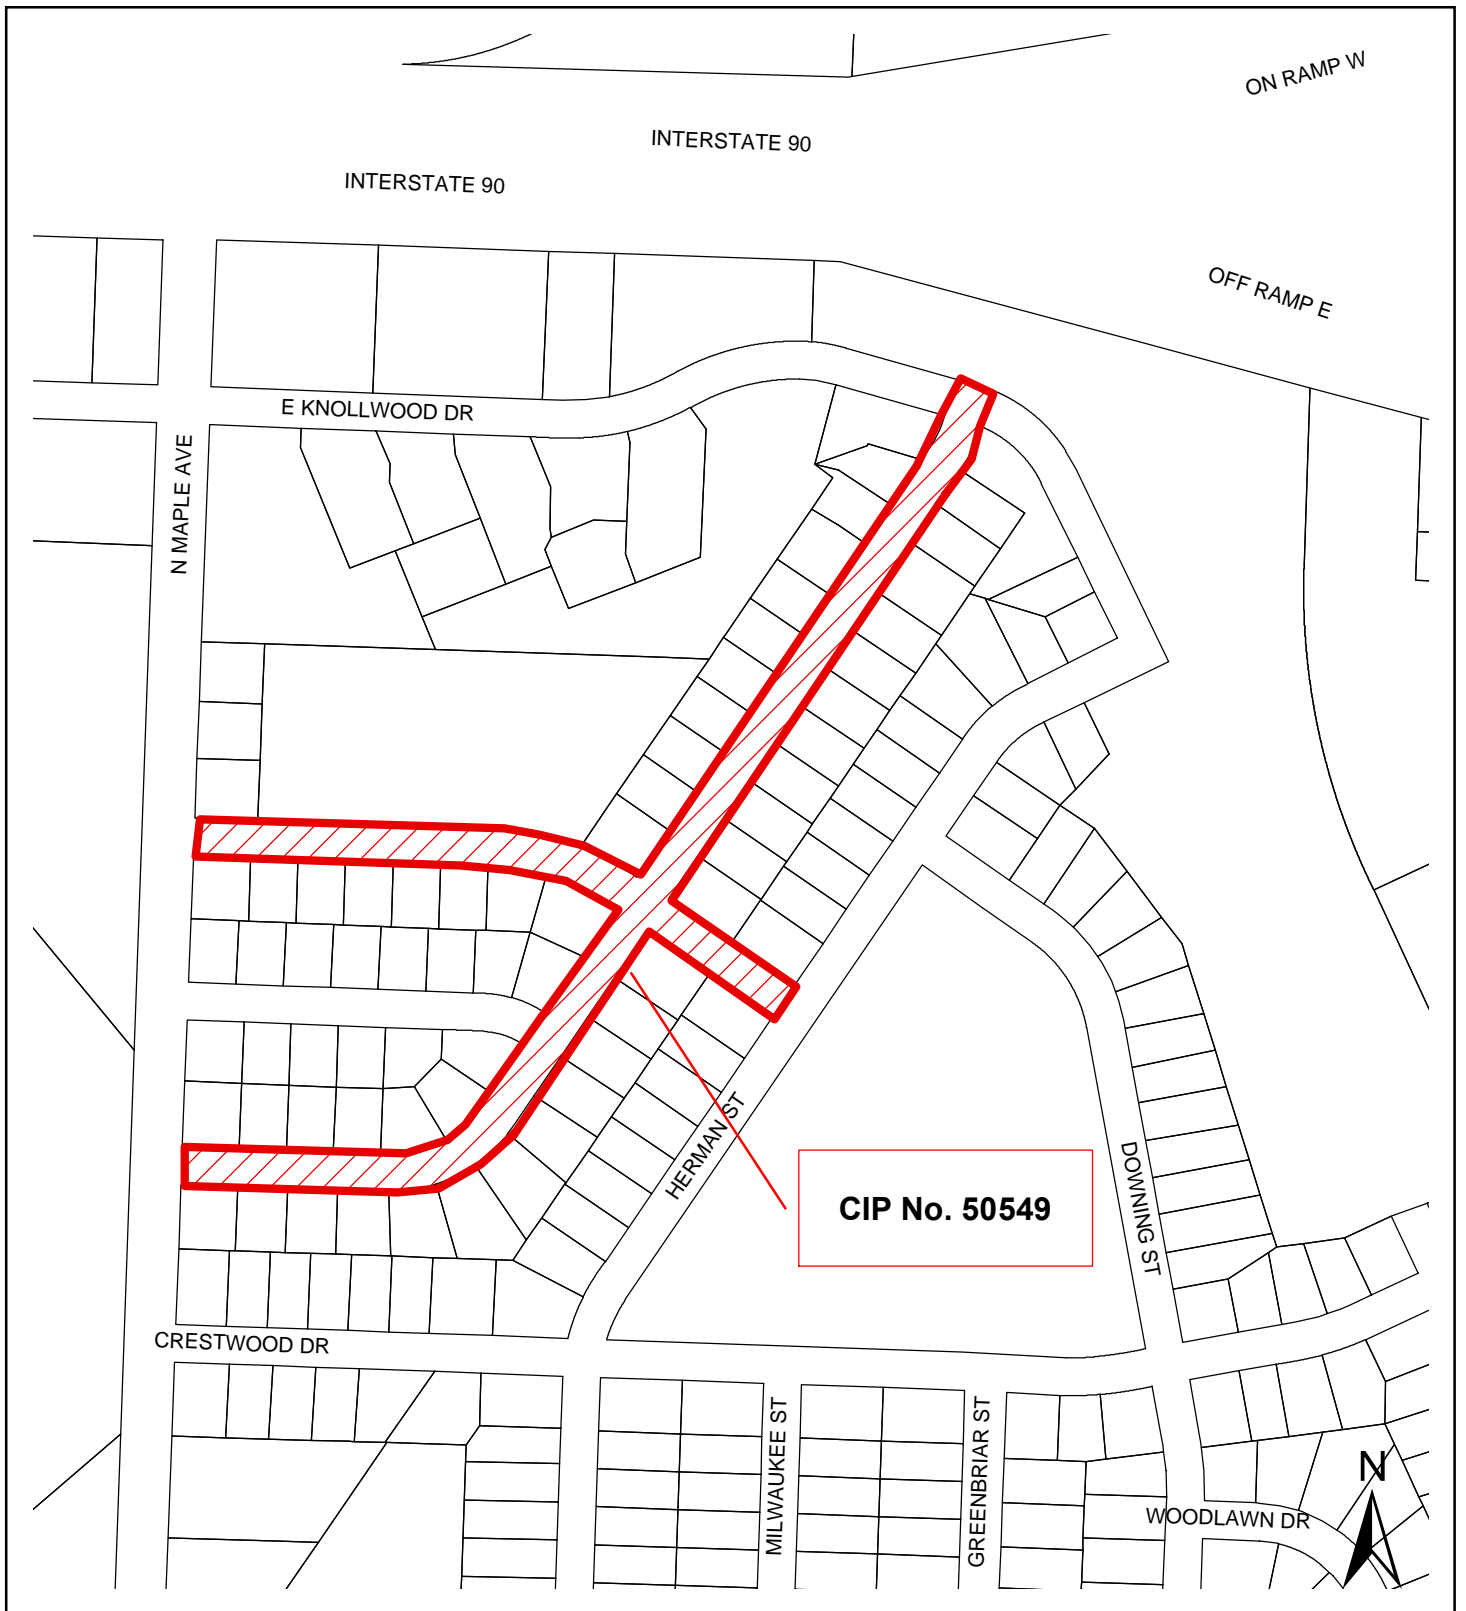 ON RAMP W
INTERSTATE 90
INTERSTATE 90
OFF RAMP E
E KNOLLWOOD DR
N MAPLE AVE
HERMAN ST
DOWNING ST
CIP No. 50549
CRESTWOOD DR
MILWAUKEE ST
GREENBRIAR ST
N
WOODLAWN DR